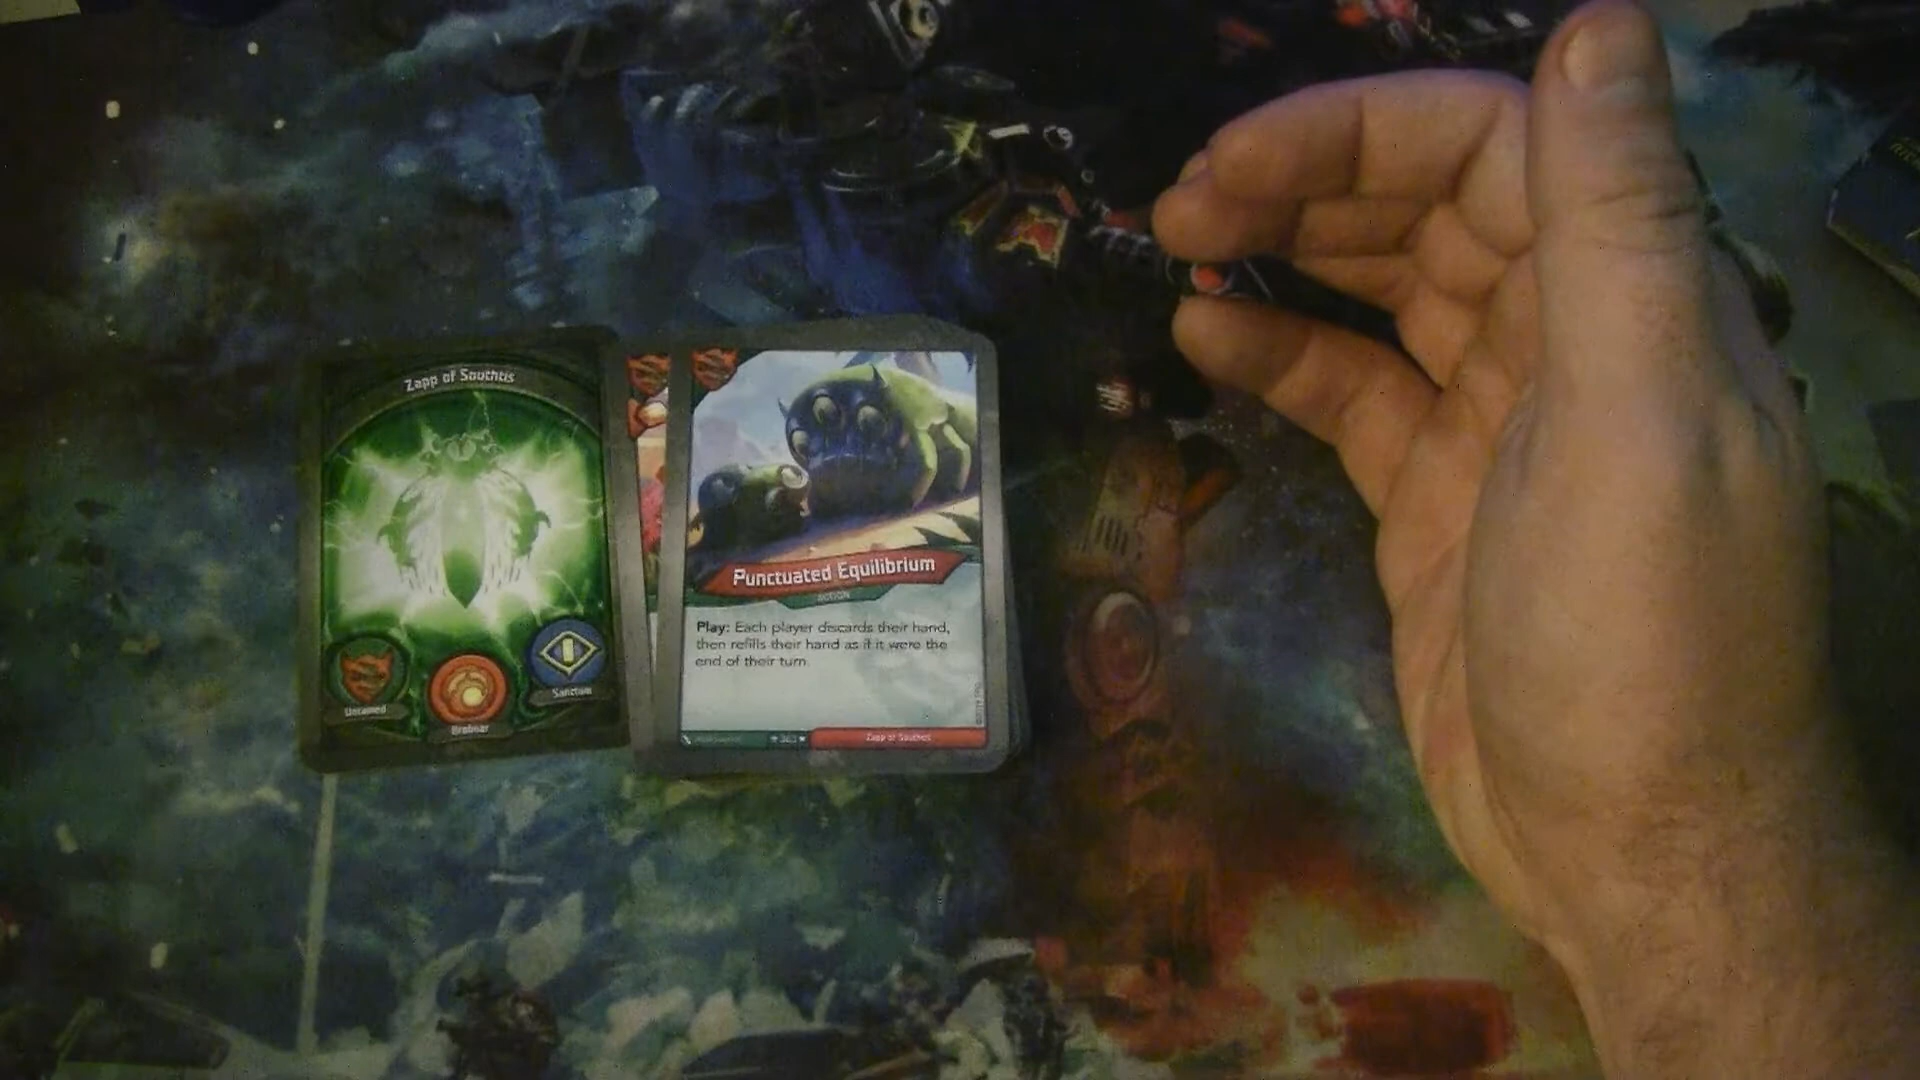 Zapp of Southtis
Untamed
Brobnar
Sanctum
Punctuated Equilibrium
ACTION
Play: Each player discards their hand,
then refills their hand as if it were the
end of their turn.
Zapp of Southtis